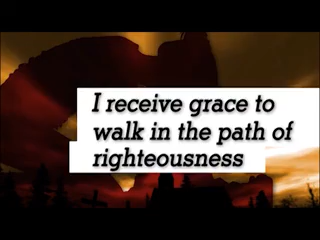 I receive grace to
walk in the path of
righteousness